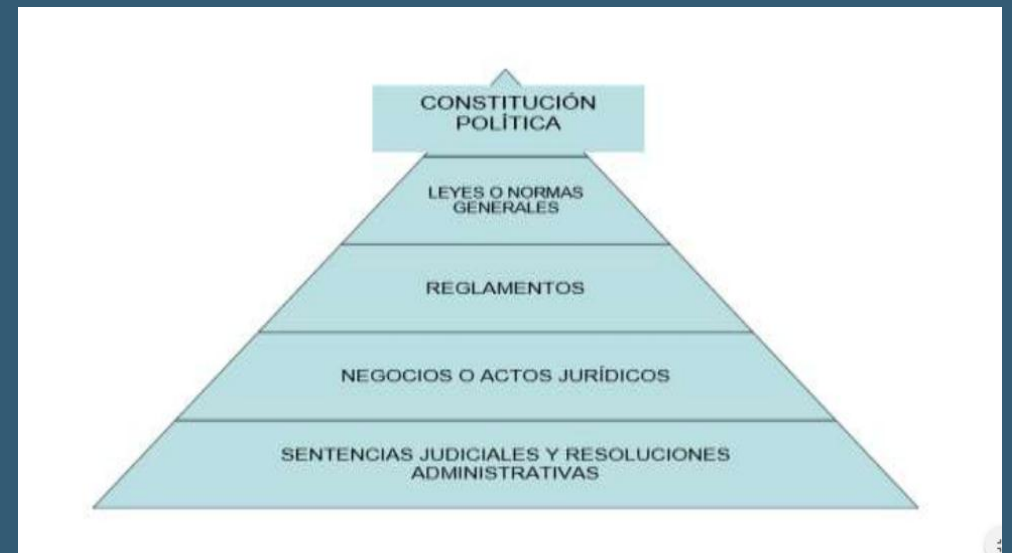 CONSTITUCIÓN
POLÍTICA
LEYES O NORMAS
GENERALES
REGLAMENTOS
NEGOCIOS O ACTOS JURÍDICOS
SENTENCIAS JUDICIALES Y RESOLUCIONES
ADMINISTRATIVAS